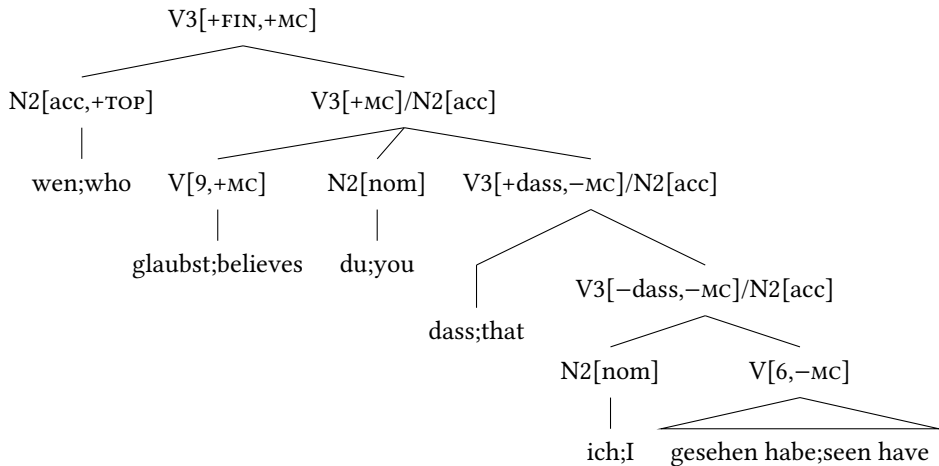 V3[+FIN,+MC]
N2[acc,+TOP] V3[+MC]/N2[acc]
wen;who V[9,+MC] N2[nom] V3[+dass,−MC]/N2[acc]
glaubst;believes du;you
V3[−dass,−MC]/N2[acc]
dass;that
N2[nom] V[6,−MC]
ich;I gesehen habe;seen have